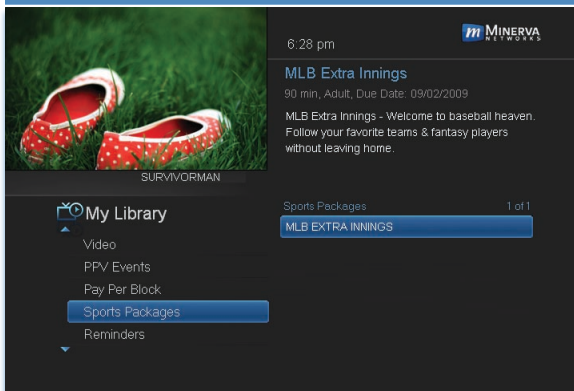 6:28 pm
m MINERVA
NETWORKS
MLB Extra Innings
90 min, Adult, Due Date: 09/02/2009
MLB Extra Innings - Welcome to baseball heaven.
Follow your favorite teams & fantasy players
without leaving home.
SURVIVORMAN
My Library
Video
PPV Events
Pay Per Block
Sports Packages
Reminders
Sports Packages 1 of 1
MLB EXTRA INNINGS